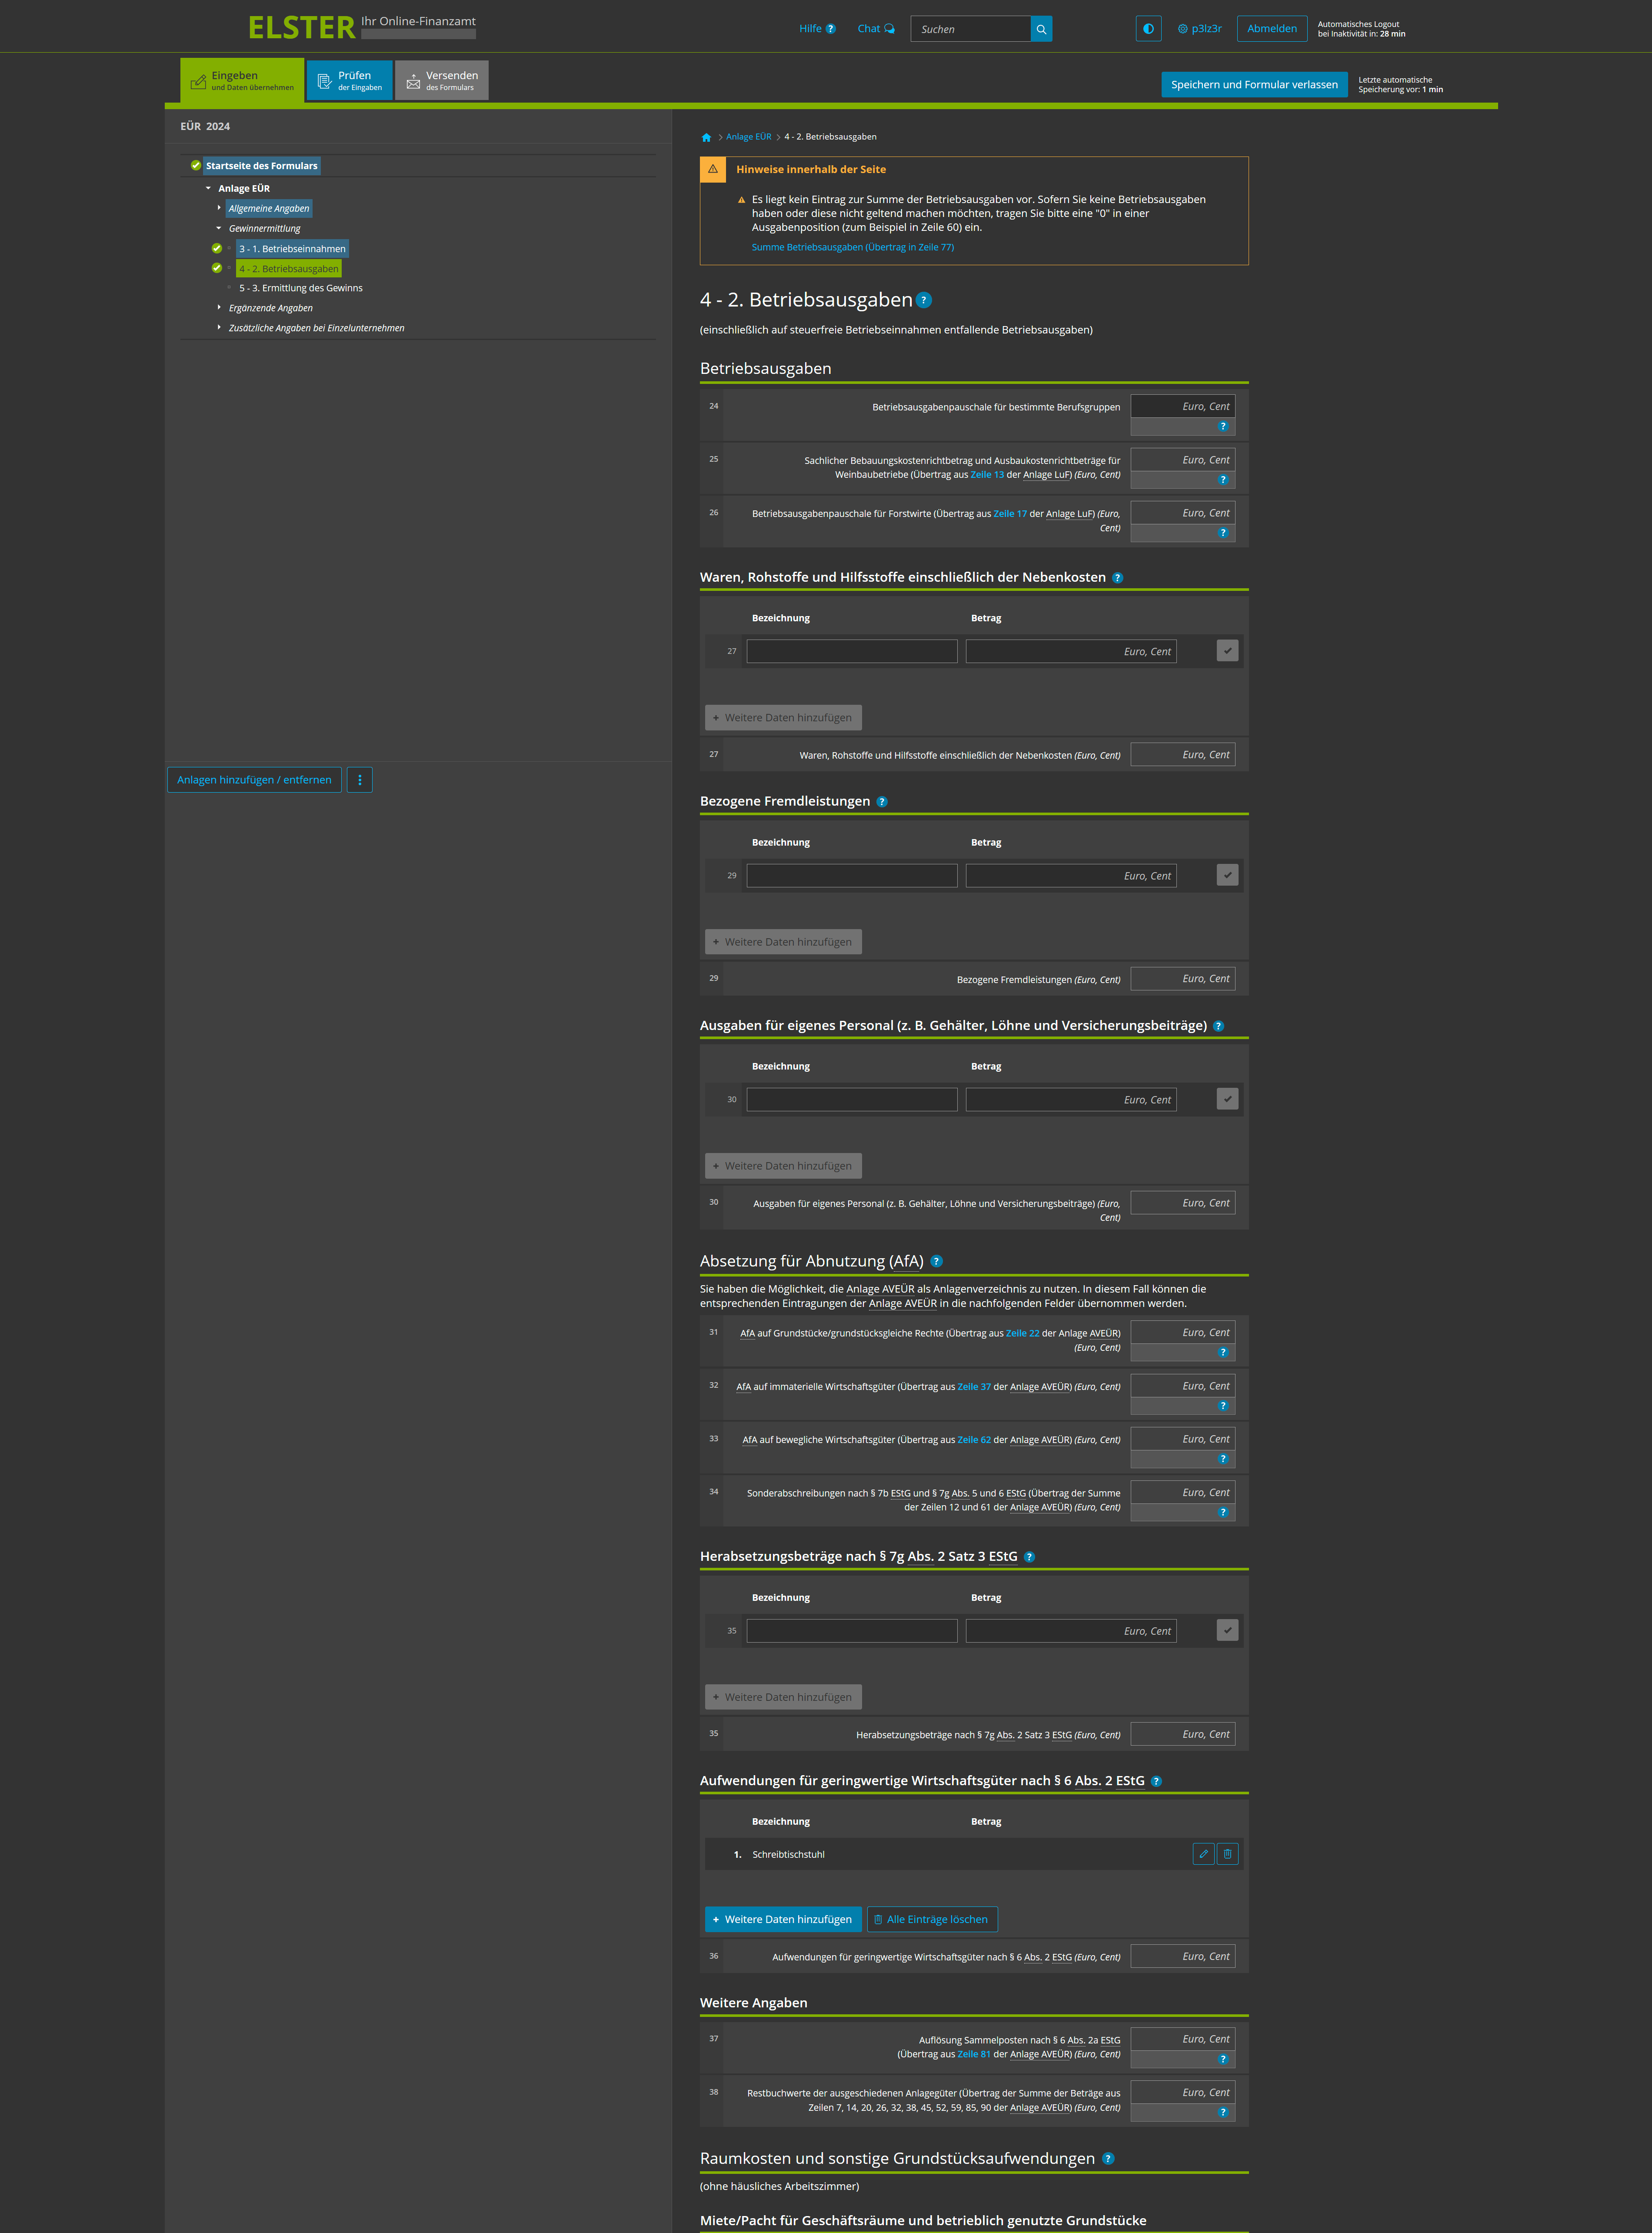 ELSTER Ihr Online-Finanzamt
Hilfe ?
Chat
Suchen
p3lz3r
Abmelden
Automatisches Logout
bei Inaktivität in: 28 min
Eingeben
und Daten übernehmen
Prüfen
der Eingaben
Versenden
des Formulars
Speichern und Formular verlassen
Letzte automatische
Speicherung vor: 1 min
EÜR 2024
Startseite des Formulars
Anlage EÜR
Allgemeine Angaben
Gewinnermittlung
3 - 1. Betriebseinnahmen
4 - 2. Betriebsausgaben
5 - 3. Ermittlung des Gewinns
Ergänzende Angaben
Zusätzliche Angaben bei Einzelunternehmen
Anlagen hinzufügen / entfernen
Anlage EÜR
4 - 2. Betriebsausgaben
Hinweise innerhalb der Seite
Es liegt kein Eintrag zur Summe der Betriebsausgaben vor. Sofern Sie keine Betriebsausgaben
haben oder diese nicht geltend machen möchten, tragen Sie bitte eine "0" in einer
Ausgabenposition (zum Beispiel in Zeile 60) ein.
Summe Betriebsausgaben (Übertrag in Zeile 77)
4 - 2. Betriebsausgaben ?
(einschließlich auf steuerfreie Betriebseinnahmen entfallende Betriebsausgaben)
Betriebsausgaben
24 Betriebsausgabenpauschale für bestimmte Berufsgruppen Euro, Cent
?
25 Sachlicher Bebauungskostenrichtbetrag und Ausbaukostenrichtbeträge für Euro, Cent
Weinbaubetriebe (Übertrag aus Zeile 13 der Anlage LuF) (Euro, Cent) ?
26 Betriebsausgabenpauschale für Forstwirte (Übertrag aus Zeile 17 der Anlage LuF) (Euro, Euro, Cent
Cent) ?
Waren, Rohstoffe und Hilfsstoffe einschließlich der Nebenkosten ?
Bezeichnung Betrag
27 Euro, Cent
+ Weitere Daten hinzufügen
27 Waren, Rohstoffe und Hilfsstoffe einschließlich der Nebenkosten (Euro, Cent) Euro, Cent
Bezogene Fremdleistungen ?
Bezeichnung Betrag
29 Euro, Cent
+ Weitere Daten hinzufügen
29 Bezogene Fremdleistungen (Euro, Cent) Euro, Cent
Ausgaben für eigenes Personal (z. B. Gehälter, Löhne und Versicherungsbeiträge) ?
Bezeichnung Betrag
30 Euro, Cent
+ Weitere Daten hinzufügen
30 Ausgaben für eigenes Personal (z. B. Gehälter, Löhne und Versicherungsbeiträge) (Euro, Euro, Cent
Cent)
Absetzung für Abnutzung (AfA) ?
Sie haben die Möglichkeit, die Anlage AVEÜR als Anlagenverzeichnis zu nutzen. In diesem Fall können die
entsprechenden Eintragungen der Anlage AVEÜR in die nachfolgenden Felder übernommen werden.
31 AfA auf Grundstücke/grundstücksgleiche Rechte (Übertrag aus Zeile 22 der Anlage AVEÜR) Euro, Cent
(Euro, Cent) ?
32 AfA auf immaterielle Wirtschaftsgüter (Übertrag aus Zeile 37 der Anlage AVEÜR) (Euro, Cent) Euro, Cent
?
33 AfA auf bewegliche Wirtschaftsgüter (Übertrag aus Zeile 62 der Anlage AVEÜR) (Euro, Cent) Euro, Cent
?
34 Sonderabschreibungen nach § 7b EStG und § 7g Abs. 5 und 6 EStG (Übertrag der Summe Euro, Cent
der Zeilen 12 und 61 der Anlage AVEÜR) (Euro, Cent) ?
Herabsetzungsbeträge nach § 7g Abs. 2 Satz 3 EStG ?
Bezeichnung Betrag
35 Euro, Cent
+ Weitere Daten hinzufügen
35 Herabsetzungsbeträge nach § 7g Abs. 2 Satz 3 EStG (Euro, Cent) Euro, Cent
Aufwendungen für geringwertige Wirtschaftsgüter nach § 6 Abs. 2 EStG ?
Bezeichnung Betrag
1. Schreibtischstuhl
+ Weitere Daten hinzufügen Alle Einträge löschen
36 Aufwendungen für geringwertige Wirtschaftsgüter nach § 6 Abs. 2 EStG (Euro, Cent) Euro, Cent
Weitere Angaben
37 Auflösung Sammelposten nach § 6 Abs. 2a EStG Euro, Cent
(Übertrag aus Zeile 81 der Anlage AVEÜR) (Euro, Cent) ?
38 Restbuchwerte der ausgeschiedenen Anlagegüter (Übertrag der Summe der Beträge aus Euro, Cent
Zeilen 7, 14, 20, 26, 32, 38, 45, 52, 59, 85, 90 der Anlage AVEÜR) (Euro, Cent) ?
Raumkosten und sonstige Grundstücksaufwendungen ?
(ohne häusliches Arbeitszimmer)
Miete/Pacht für Geschäftsräume und betrieblich genutzte Grundstücke